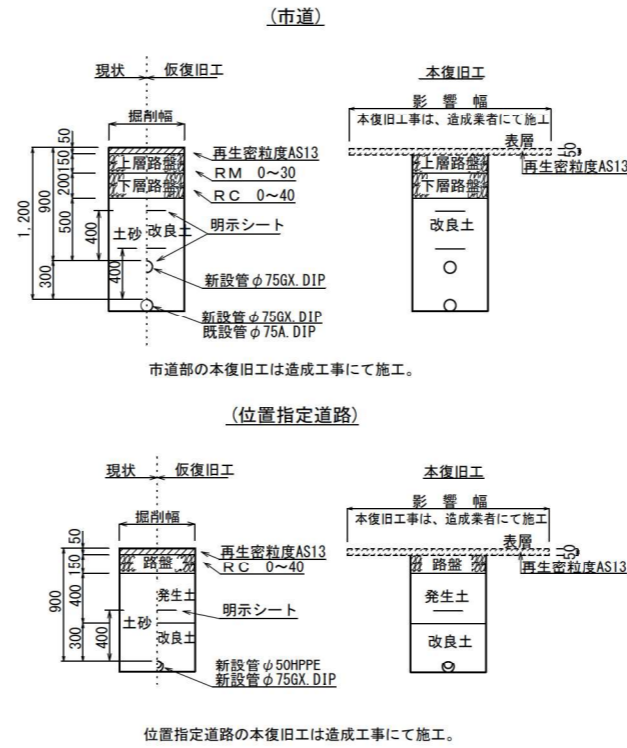 (市道)
現状 仮復旧工
本復旧工
掘削幅
影 響 幅
本復旧工事は、造成業者にて施工
表層
50
再生密粒度AS13
50
再生密粒度AS13
150
上層路盤
RM 0～30
上層路盤
200
下層路盤
RC 0～40
下層路盤
1,200
900
500
400
土砂
改良土
明示シート
改良土
400
300
新設管φ75GX.DIP
新設管φ75GX.DIP
既設管φ75A.DIP
市道部の本復旧工は造成工事にて施工。
(位置指定道路)
現状 仮復旧工
本復旧工
掘削幅
影 響 幅
本復旧工事は、造成業者にて施工
表層
50
再生密粒度AS13
50
再生密粒度AS13
150
路盤
RC 0～40
路盤
900
400
発生土
発生土
明示シート
土砂
300
400
改良土
改良土
新設管φ50HPPE
新設管φ75GX.DIP
位置指定道路の本復旧工は造成工事にて施工。